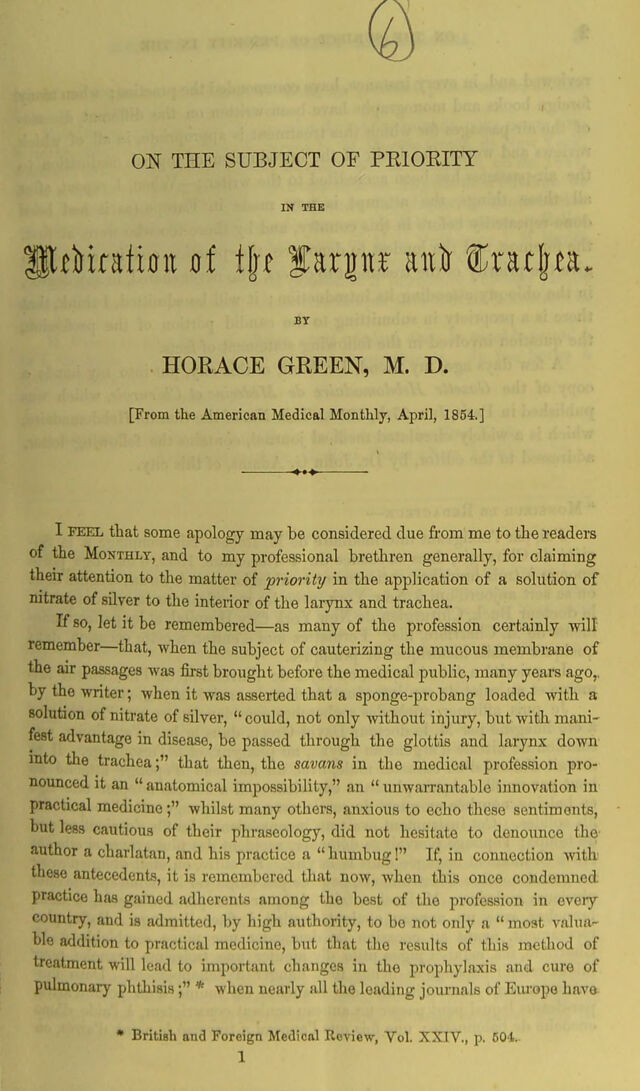 6
ON THE SUBJECT OF PRIORITY
IN THE
Medication of the Larynx and Trachea.
BY
HORACE GREEN, M. D.
[From the American Medical Monthly, April, 1854.]
I FEEL that some apology may be considered due from me to the readers
of the MONTHLY, and to my professional brethren generally, for claiming
their attention to the matter of priority in the application of a solution of
nitrate of silver to the interior of the larynx and trachea.
If so, let it be remembered—as many of the profession certainly will
remember—that, when the subject of cauterizing the mucous membrane of
the air passages was first brought before the medical public, many years ago,
by the writer; when it was asserted that a sponge-probang loaded with a
solution of nitrate of silver, "could, not only without injury, but with mani-
fest advantage in disease, be passed through the glottis and larynx down
into the trachea;" that then, the savans in the medical profession pro-
nounced it an "anatomical impossibility," an "unwarrantable innovation in
practical medicine;" whilst many others, anxious to echo these sentiments,
but less cautious of their phraseology, did not hesitate to denounce the
author a charlatan, and his practice a "humbug!" If, in connection with
these antecedents, it is remembered that now, when this once condemned
practice has gained adherents among the best of the profession in every
country, and is admitted, by high authority, to be not only a "most valua-
ble addition to practical medicine, but that the results of this method of
treatment will lead to important changes in the prophylaxis and cure of
pulmonary phthisis;" * when nearly all the leading journals of Europe have
* British and Foreign Medical Review, Vol. XXIV., p. 504.
1